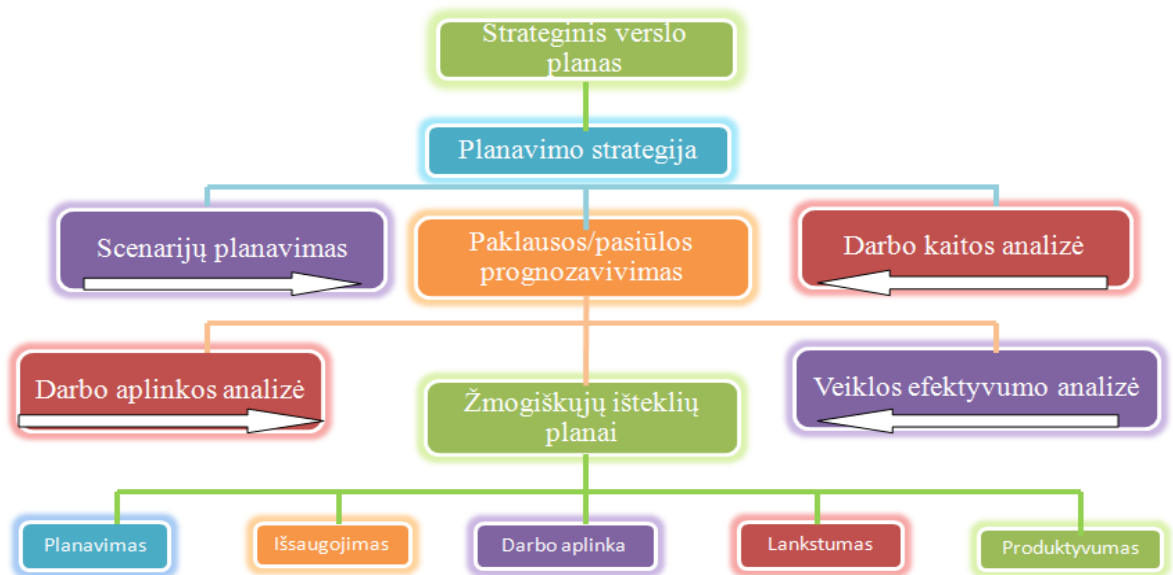 Strateginis verslo
planas
Planavimo strategija
Scenarijų planavimas
Paklausos/pasiūlos
prognozavivimas
Darbo kaitos analizė
Darbo aplinkos analizė
Žmogiškųjų išteklių
planai
Veiklos efektyvumo analizė
Planavimas
Išsaugojimas
Darbo aplinka
Lankstumas
Produktyvumas